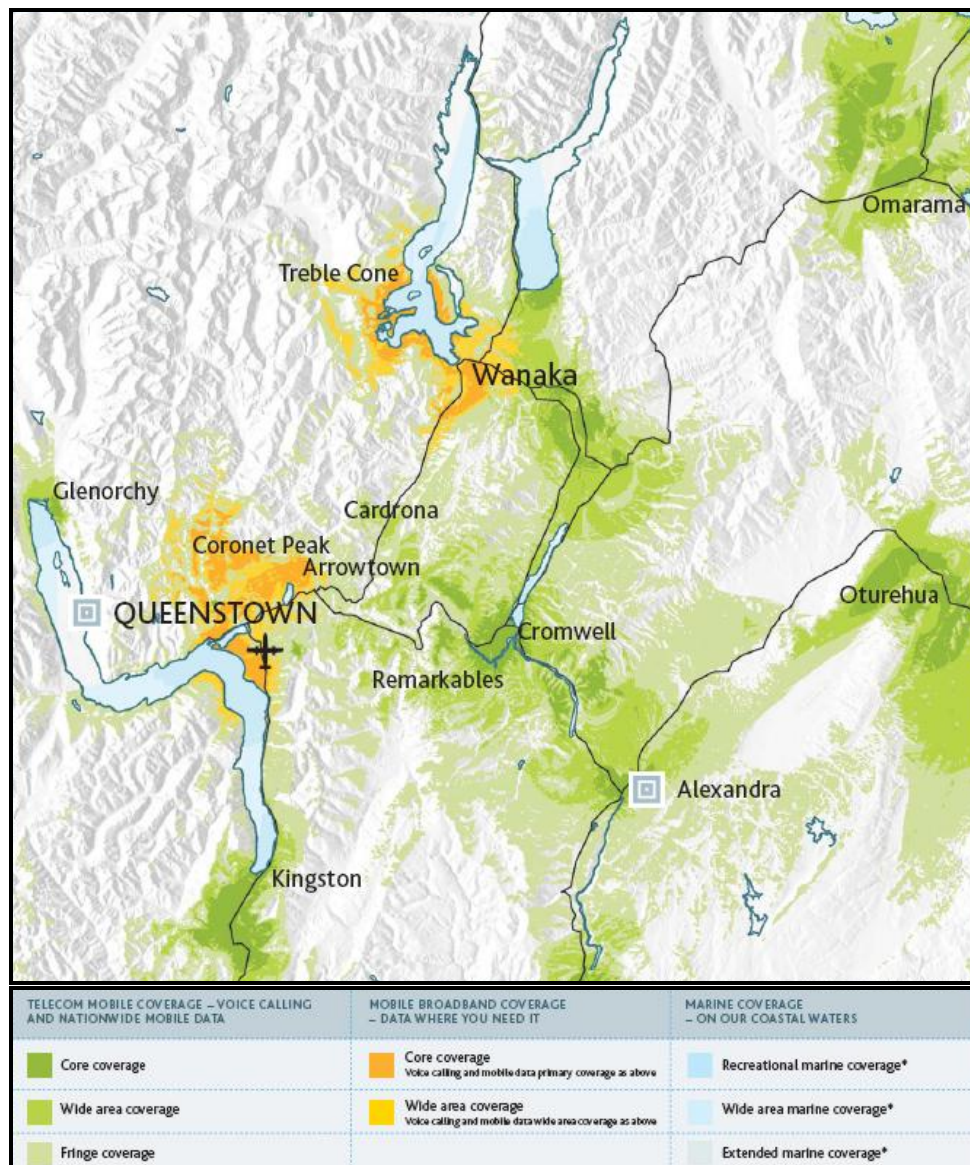 Omarama
Treble Cone
Wanaka
Glenorchy
Cardrona
Coronet Peak
Arrowtown
Oturehua
QUEENSTOWN
Cromwell
Remarkables
Alexandra
Kingston
TELECOM MOBILE COVERAGE – VOICE CALLING
AND NATIONWIDE MOBILE DATA
Core coverage
Wide area coverage
Fringe coverage
MOBILE BROADBAND COVERAGE
– DATA WHERE YOU NEED IT
Core coverage
Voice calling and mobile data primary coverage as above
Wide area coverage
Voice calling and mobile data wide area coverage as above
MARINE COVERAGE
– ON OUR COASTAL WATERS
Recreational marine coverage*
Wide area marine coverage*
Extended marine coverage*